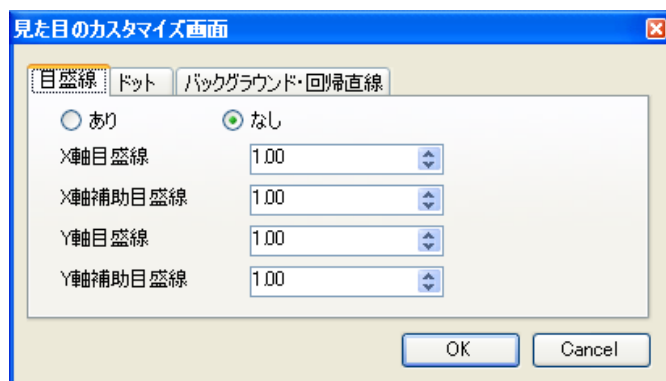 見た目のカスタマイズ画面
目盛線 ドット バックグラウンド・回帰直線
あり なし
X軸目盛線 1.00
X軸補助目盛線 1.00
Y軸目盛線 1.00
Y軸補助目盛線 1.00
OK Cancel